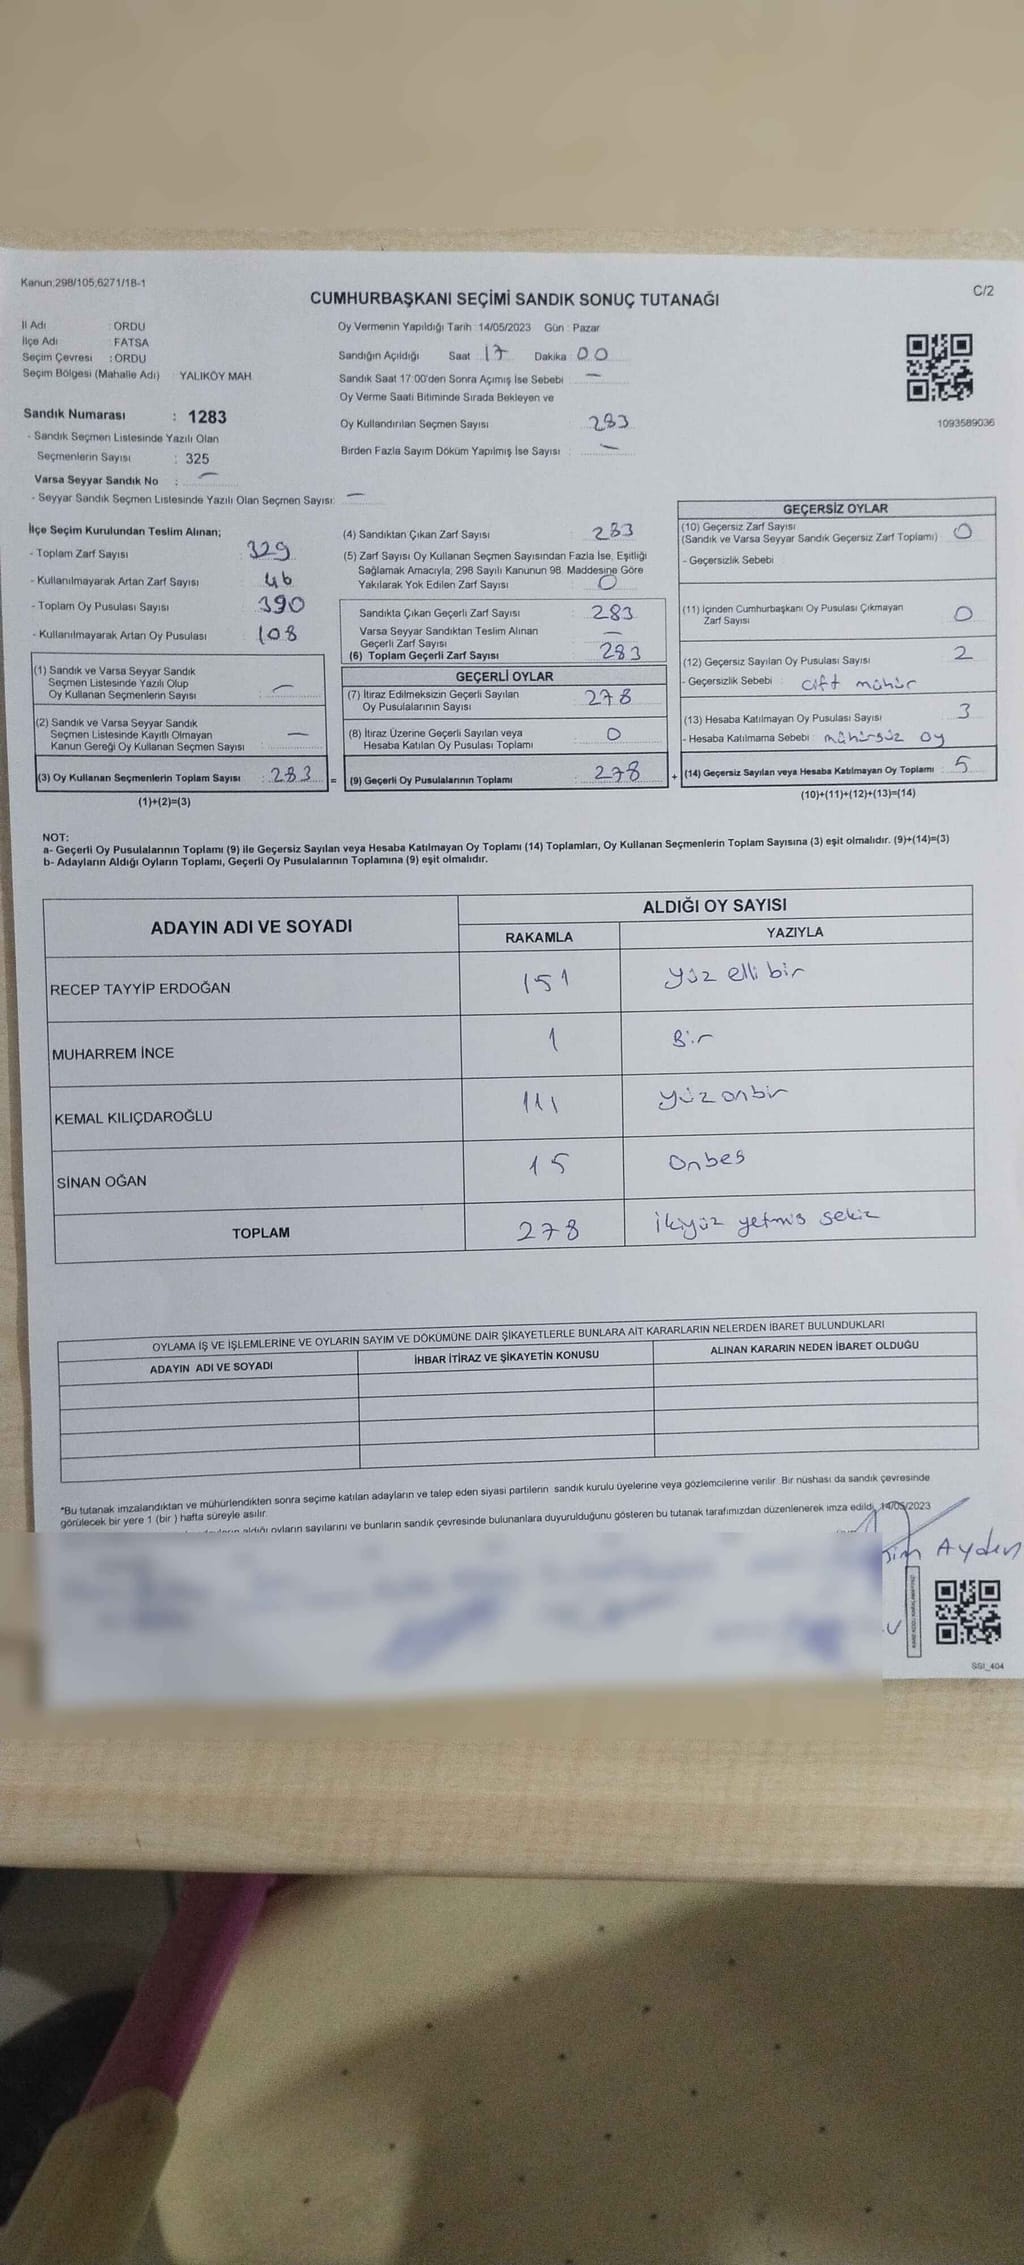 Kanun;298/105,6271/18-1
C/2
CUMHURBAŞKANI SEÇİMİ SANDIK SONUÇ TUTANAĞI
İl Adı : ORDU
İlçe Adı : FATSA
Seçim Çevresi : ORDU
Seçim Bölgesi (Mahalle Adı) : YALIKÖY MAH.
Sandık Numarası : 1283
- Sandık Seçmen Listesinde Yazılı Olan
Seçmenlerin Sayısı : 325
Varsa Seyyar Sandık No : —
- Seyyar Sandık Seçmen Listesinde Yazılı Olan Seçmen Sayısı: —
Oy Vermenin Yapıldığı Tarih : 14/05/2023 Gün : Pazar
Sandığın Açıldığı Saat 17 Dakika 00
Sandık Saat 17:00'den Sonra Açımış İse Sebebi : —
Oy Verme Saati Bitiminde Sırada Bekleyen ve
Oy Kullandırılan Seçmen Sayısı : 283
Birden Fazla Sayım Döküm Yapılmış İse Sayısı : —
1093589036
İlçe Seçim Kurulundan Teslim Alınan;
- Toplam Zarf Sayısı : 329
- Kullanılmayarak Artan Zarf Sayısı : 46
- Toplam Oy Pusulası Sayısı : 390
- Kullanılmayarak Artan Oy Pusulası : 108
(1) Sandık ve Varsa Seyyar Sandık
Seçmen Listesinde Yazılı Olup
Oy Kullanan Seçmenlerin Sayısı : —
(2) Sandık ve Varsa Seyyar Sandık
Seçmen Listesinde Kayıtlı Olmayan
Kanun Gereği Oy Kullanan Seçmen Sayısı : —
(3) Oy Kullanan Seçmenlerin Toplam Sayısı : 283
(1)+(2)=(3)
(4) Sandıktan Çıkan Zarf Sayısı : 283
(5) Zarf Sayısı Oy Kullanan Seçmen Sayısından Fazla İse, Eşitliği
Sağlamak Amacıyla, 298 Sayılı Kanunun 98. Maddesine Göre
Yakılarak Yok Edilen Zarf Sayısı : 0
Sandıkta Çıkan Geçerli Zarf Sayısı : 283
Varsa Seyyar Sandıktan Teslim Alınan
Geçerli Zarf Sayısı : —
(6) Toplam Geçerli Zarf Sayısı : 283
GEÇERLİ OYLAR
(7) İtiraz Edilmeksizin Geçerli Sayılan
Oy Pusulalarının Sayısı : 278
(8) İtiraz Üzerine Geçerli Sayılan veya
Hesaba Katılan Oy Pusulası Toplamı : 0
= (9) Geçerli Oy Pusulalarının Toplamı : 278
GEÇERSİZ OYLAR
(10) Geçersiz Zarf Sayısı
(Sandık ve Varsa Seyyar Sandık Geçersiz Zarf Toplamı) : 0
- Geçersizlik Sebebi
(11) İçinden Cumhurbaşkanı Oy Pusulası Çıkmayan
Zarf Sayısı : 0
(12) Geçersiz Sayılan Oy Pusulası Sayısı : 2
- Geçersizlik Sebebi : çift mühür
(13) Hesaba Katılmayan Oy Pusulası Sayısı : 3
- Hesaba Katılmama Sebebi : mühürsüz oy
+ (14) Geçersiz Sayılan veya Hesaba Katılmayan Oy Toplamı : 5
(10)+(11)+(12)+(13)=(14)
NOT:
a- Geçerli Oy Pusulalarının Toplamı (9) ile Geçersiz Sayılan veya Hesaba Katılmayan Oy Toplamı (14) Toplamları, Oy Kullanan Seçmenlerin Toplam Sayısına (3) eşit olmalıdır. (9)+(14)=(3)
b- Adayların Aldığı Oyların Toplamı, Geçerli Oy Pusulalarının Toplamına (9) eşit olmalıdır.
ADAYIN ADI VE SOYADI ALDIĞI OY SAYISI
RAKAMLA YAZIYLA
RECEP TAYYİP ERDOĞAN 151 yüz elli bir
MUHARREM İNCE 1 Bir
KEMAL KILIÇDAROĞLU 111 yüz onbir
SİNAN OĞAN 15 onbeş
TOPLAM 278 ikiyüz yetmiş sekiz
OYLAMA İŞ VE İŞLEMLERİNE VE OYLARIN SAYIM VE DÖKÜMÜNE DAİR ŞİKAYETLERLE BUNLARA AİT KARARLARIN NELERDEN İBARET BULUNDUKLARI
ADAYIN ADI VE SOYADI İHBAR İTİRAZ VE ŞİKAYETİN KONUSU ALINAN KARARIN NEDEN İBARET OLDUĞU
*Bu tutanak imzalandıktan ve mühürlendikten sonra seçime katılan adayların ve talep eden siyasi partilerin sandık kurulu üyelerine veya gözlemcilerine verilir. Bir nüshası da sandık çevresinde
görülecek bir yere 1 (bir ) hafta süreyle asılır.
aldığı oyların sayılarını ve bunların sandık çevresinde bulunanlara duyurulduğunu gösteren bu tutanak tarafımızdan düzenlenerek imza edildi. 14/05/2023
SGİ_404